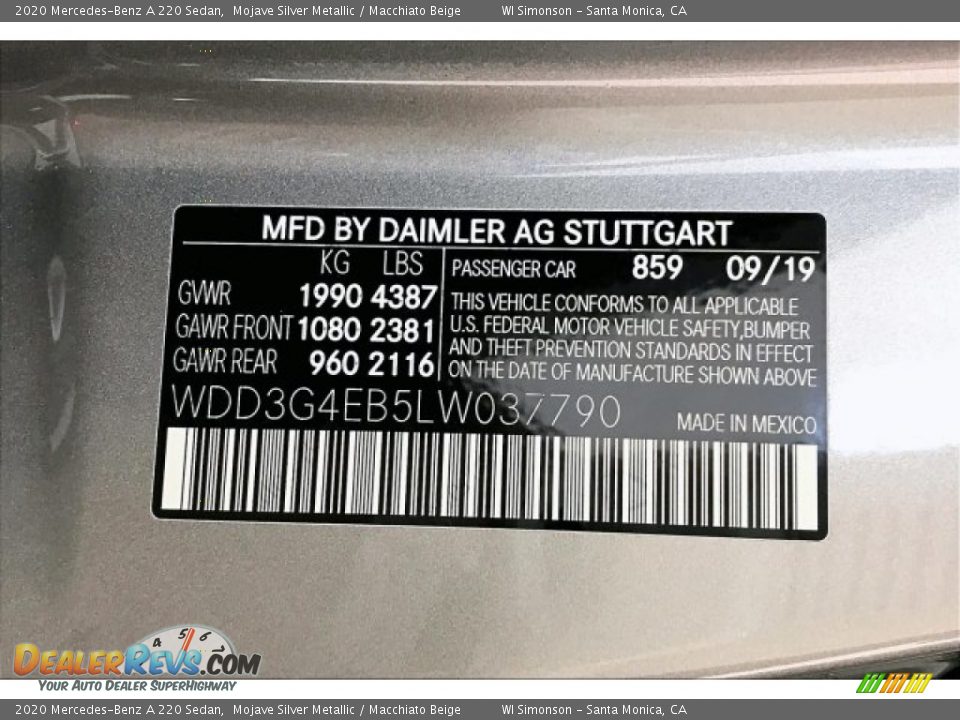 2020 Mercedes-Benz A 220 Sedan, Mojave Silver Metallic / Macchiato Beige WI Simonson - Santa Monica, CA
MFD BY DAIMLER AG STUTTGART
KG LBS
GVWR 1990 4387
GAWR FRONT 1080 2381
GAWR REAR 960 2116
PASSENGER CAR 859 09/19
THIS VEHICLE CONFORMS TO ALL APPLICABLE
U.S. FEDERAL MOTOR VEHICLE SAFETY,BUMPER
AND THEFT PREVENTION STANDARDS IN EFFECT
ON THE DATE OF MANUFACTURE SHOWN ABOVE
WDD3G4EB5LW037790
MADE IN MEXICO
4 5 6
DEALERREVS.COM
YOUR AUTO DEALER SUPERHIGHWAY
2020 Mercedes-Benz A 220 Sedan, Mojave Silver Metallic / Macchiato Beige WI Simonson - Santa Monica, CA